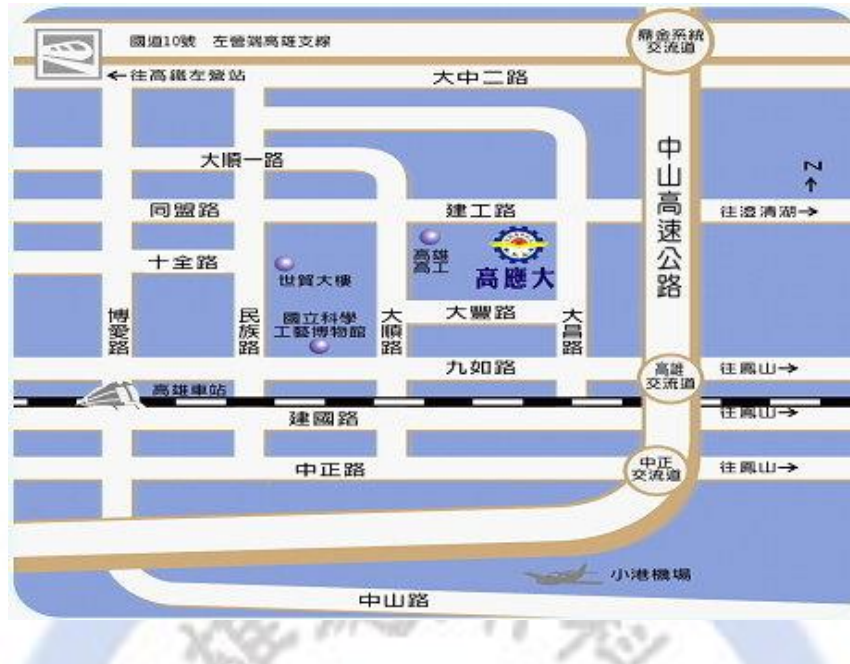 國道10號 左營端高雄支線
鼎金系統
交流道
←往高鐵左營站
大中二路
大順一路
中山高速公路
N
同盟路
建工路
往澄清湖→
十全路
世貿大樓
高雄
高工
高應大
博愛路
民族路
國立科學
工藝博物館
大順路
大豐路
大昌路
九如路
高雄
交流道
往鳳山→
高雄車站
建國路
往鳳山→
中正路
中正
交流道
往鳳山→
小港機場
中山路